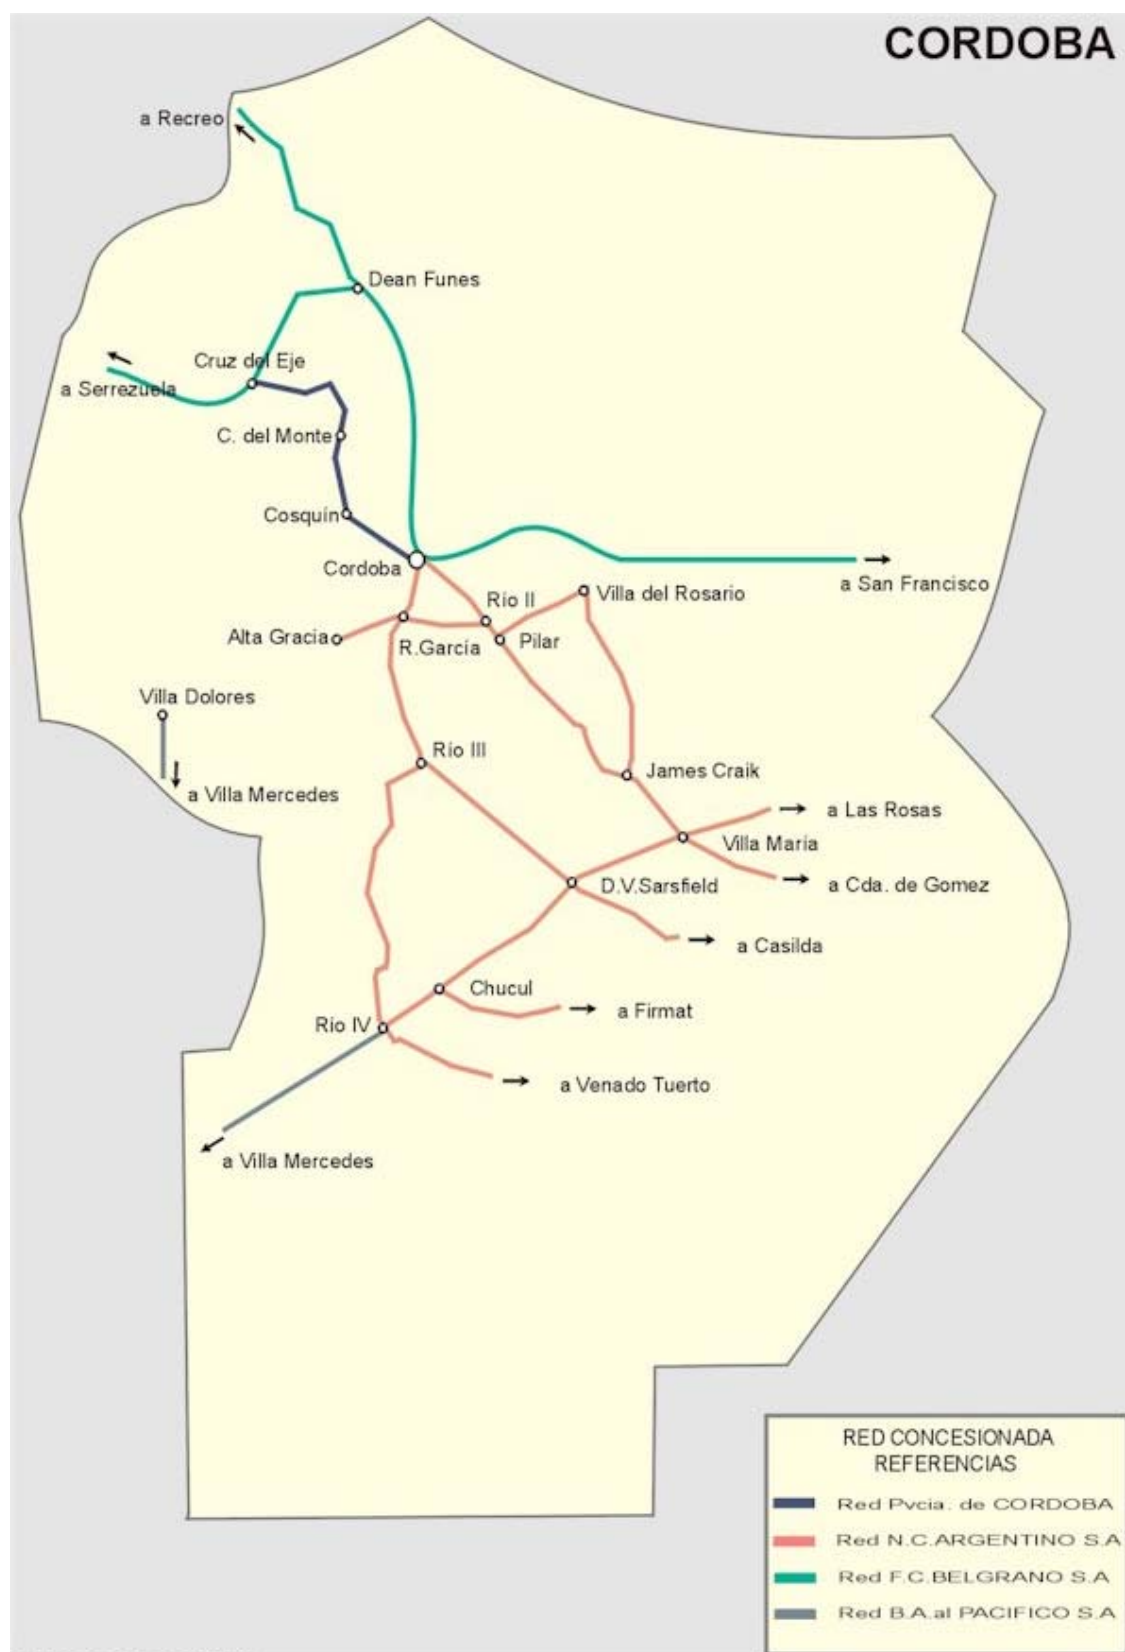 CORDOBA
a Recreo
Dean Funes
Cruz del Eje
a Serrezuela
C. del Monte
Cosquín
Cordoba
a San Francisco
Río II
Villa del Rosario
Alta Gracia
R.García
Pilar
Villa Dolores
Río III
James Craik
a Villa Mercedes
a Las Rosas
Villa María
D.V.Sarsfield
a Cda. de Gomez
a Casilda
Chucul
a Firmat
Río IV
a Venado Tuerto
a Villa Mercedes
RED CONCESIONADA
REFERENCIAS
Red Pvcia. de CORDOBA
Red N.C.ARGENTINO S.A
Red F.C.BELGRANO S.A
Red B.A.al PACIFICO S.A